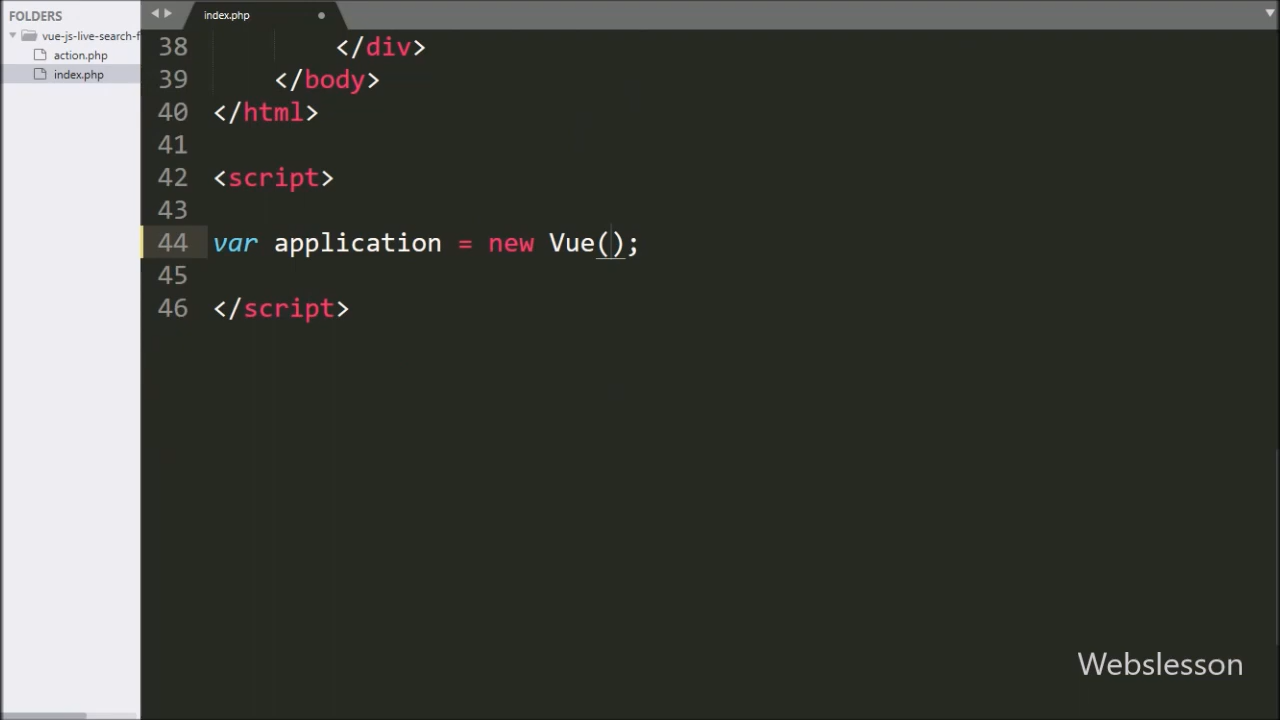 FOLDERS
vue-js-live-search-f
action.php
index.php
index.php
38 </div>
39 </body>
40 </html>
41
42 <script>
43
44 var application = new Vue();
45
46 </script>
Webslesson